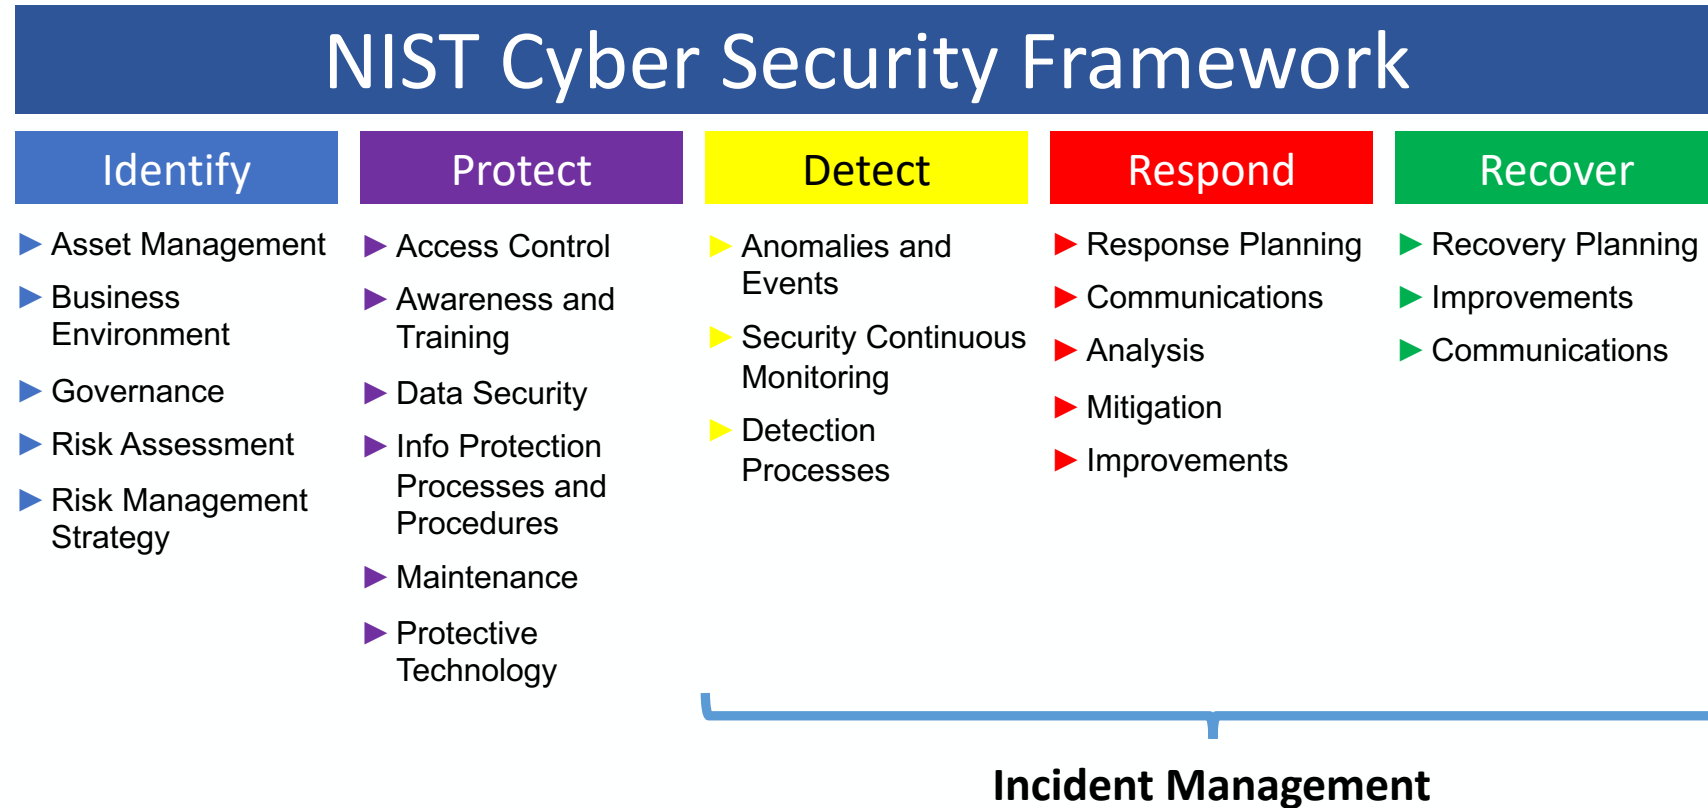 NIST Cyber Security Framework
Identify
Asset Management
Business
Environment
Governance
Risk Assessment
Risk Management
Strategy
Protect
Access Control
Awareness and
Training
Data Security
Info Protection
Processes and
Procedures
Maintenance
Protective
Technology
Detect
Anomalies and
Events
Security Continuous
Monitoring
Detection
Processes
Respond
Response Planning
Communications
Analysis
Mitigation
Improvements
Recover
Recovery Planning
Improvements
Communications
Incident Management